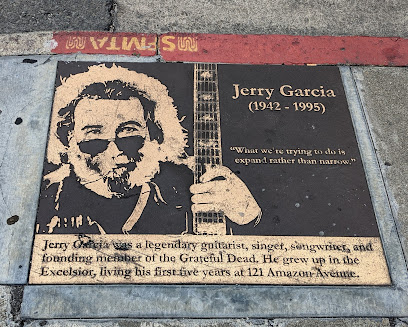 SFMTA
Jerry Garcia
(1942 - 1995)
"What we're trying to do is
expand rather than narrow."
Jerry Garcia was a legendary guitarist, singer, songwriter, and
founding member of the Grateful Dead. He grew up in the
Excelsior, living his first five years at 121 Amazon Avenue.